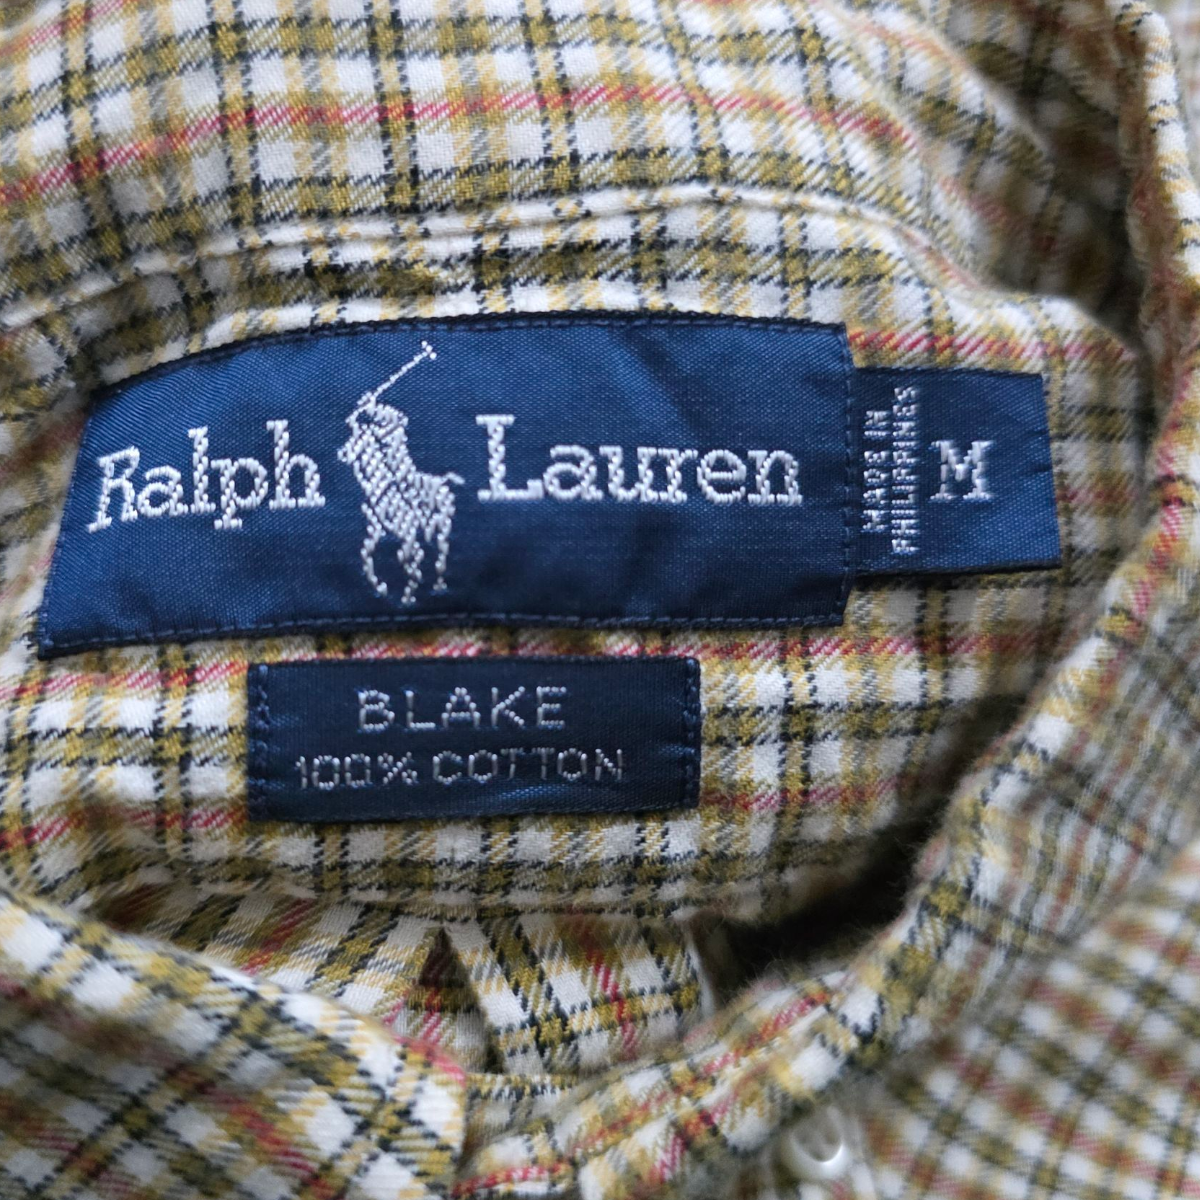 Ralph Lauren
MADE IN
PHILIPPINES
M
BLAKE
100% COTTON